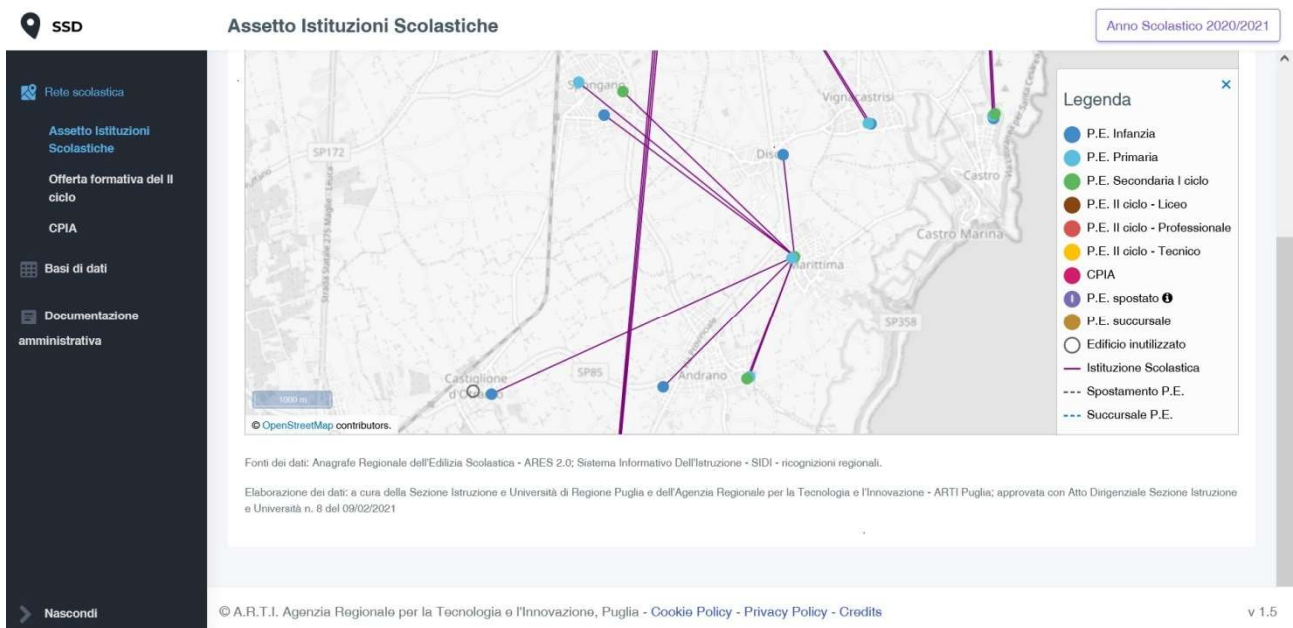 SSD
Assetto Istituzioni Scolastiche
Anno Scolastico 2020/2021
Rete scolastica
Assetto Istituzioni
Scolastiche
Offerta formativa del II
ciclo
CPIA
Basi di dati
Documentazione
amministrativa
Nascondi
Vignacastrisi
SP172
Strada Statale 275 Maglie - Leuca
Castro
Castro Marina
Marittima
SP358
SP85
Andrano
Castiglione
1000 m
© OpenStreetMap contributors.
Legenda
P.E. Infanzia
P.E. Primaria
P.E. Secondaria I ciclo
P.E. II ciclo - Liceo
P.E. II ciclo - Professionale
P.E. II ciclo - Tecnico
CPIA
P.E. spostato
P.E. succursale
Edificio inutilizzato
Istituzione Scolastica
Spostamento P.E.
Succursale P.E.
Fonti dei dati: Anagrafe Regionale dell'Edilizia Scolastica - ARES 2.0; Sistema Informativo Dell'Istruzione - SIDI - ricognizioni regionali.
Elaborazione dei dati: a cura della Sezione Istruzione e Università di Regione Puglia e dell'Agenzia Regionale per la Tecnologia e l'Innovazione - ARTI Puglia; approvata con Atto Dirigenziale Sezione Istruzione
e Università n. 8 del 09/02/2021
© A.R.T.I. Agenzia Regionale per la Tecnologia e l'Innovazione, Puglia - Cookie Policy - Privacy Policy - Credits
v 1.5